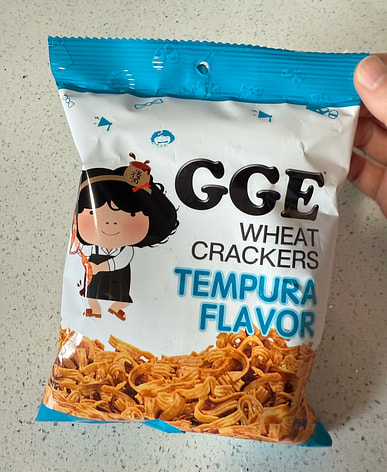 GGE
WHEAT
CRACKERS
TEMPURA
FLAVOR